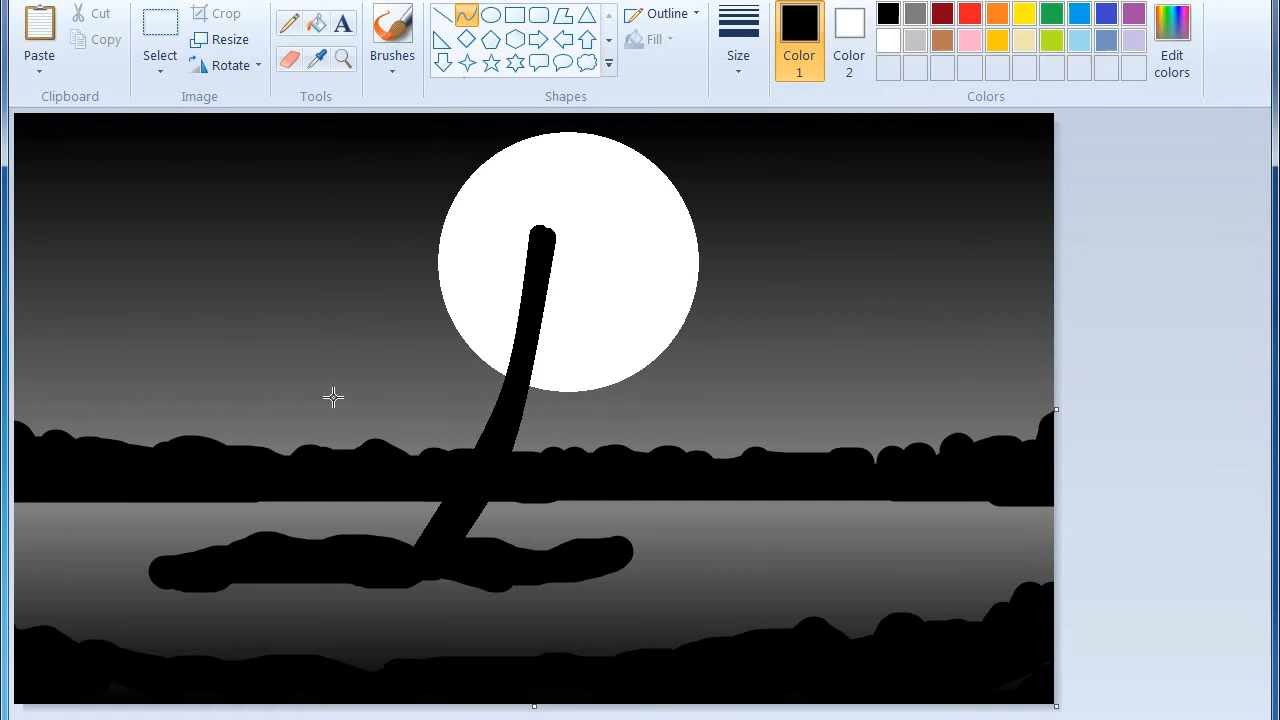 Paste
Cut
Copy
Clipboard
Select
Crop
Resize
Rotate
Image
A
Tools
Brushes
Outline
Fill
Shapes
Size
Color
1
Color
2
Edit
colors
Colors